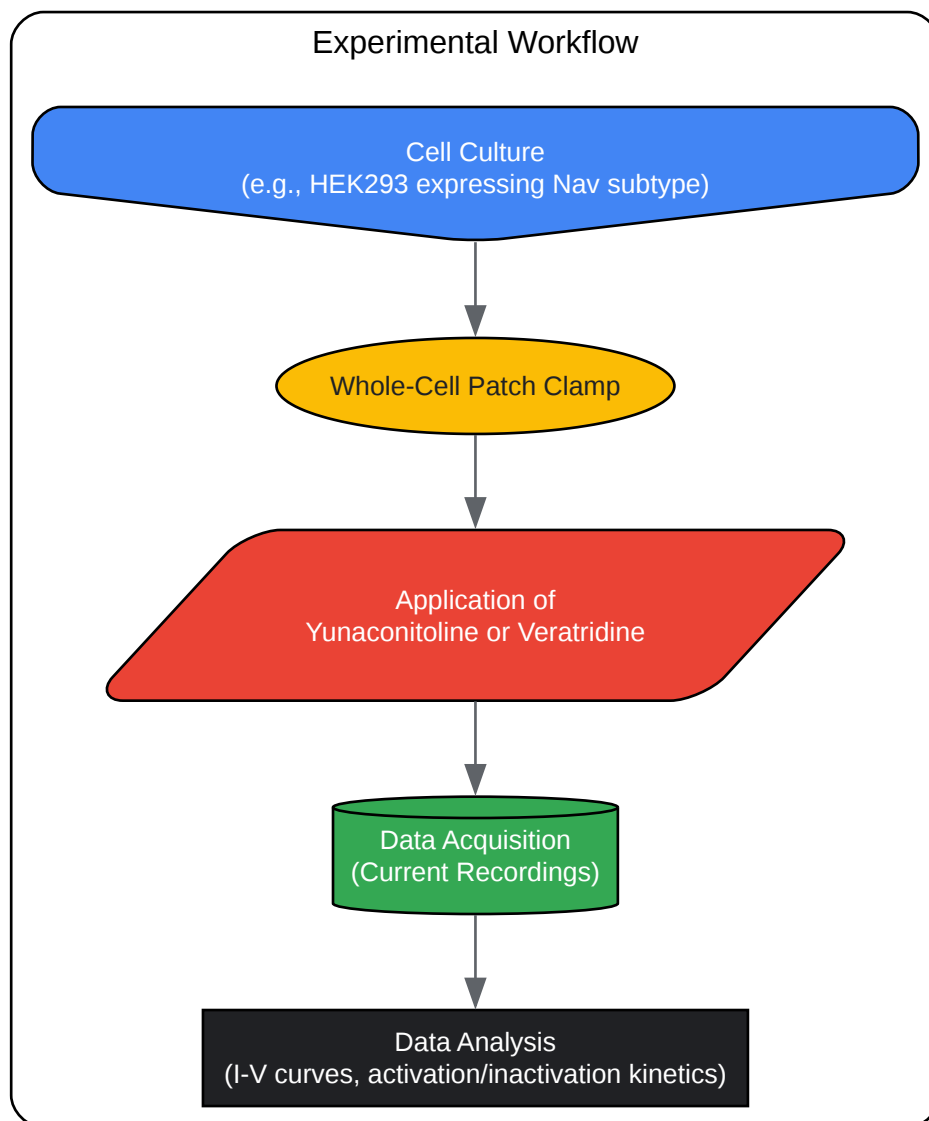 Experimental Workflow
Cell Culture
(e.g., HEK293 expressing Nav subtype)
Whole-Cell Patch Clamp
Application of
Yunaconitoline or Veratridine
Data Acquisition
(Current Recordings)
Data Analysis
(I-V curves, activation/inactivation kinetics)